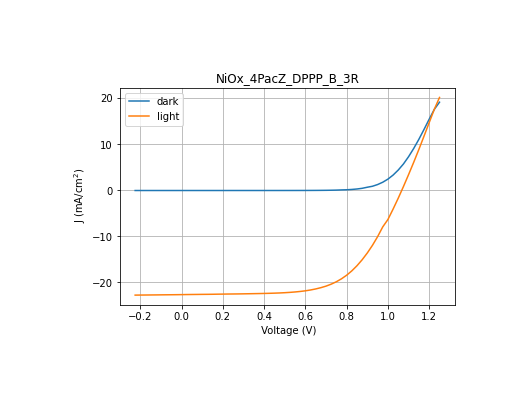 NiOx_4PacZ_DPPP_B_3R
dark
light
20
10
0
−10
−20
J (mA/cm²)
−0.2 0.0 0.2 0.4 0.6 0.8 1.0 1.2
Voltage (V)